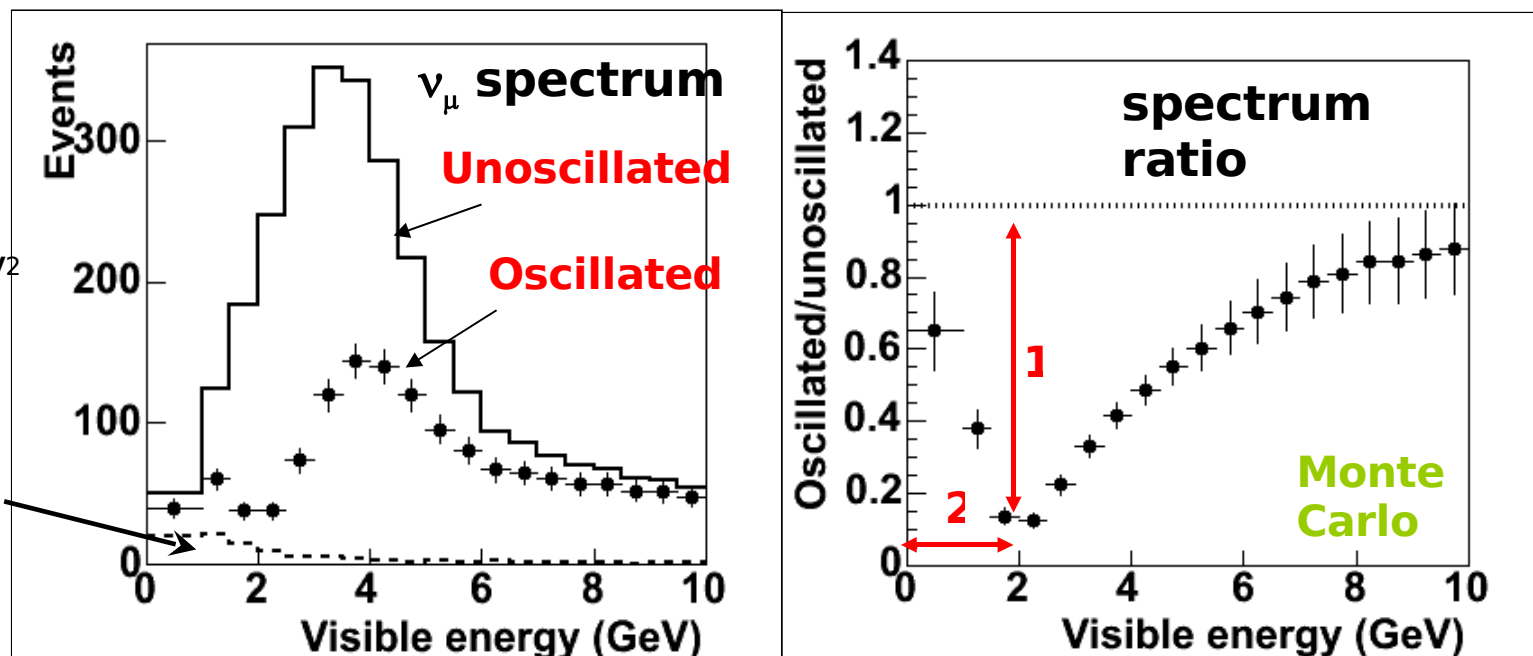 Events
300
200
100
0
0 2 4 6 8 10
Visible energy (GeV)
νμ spectrum
Unoscillated
Oscillated
Oscillated/unoscillated
1.4
1.2
1
0.8
0.6
0.4
0.2
0
0 2 4 6 8 10
Visible energy (GeV)
spectrum
ratio
1
2
Monte
Carlo